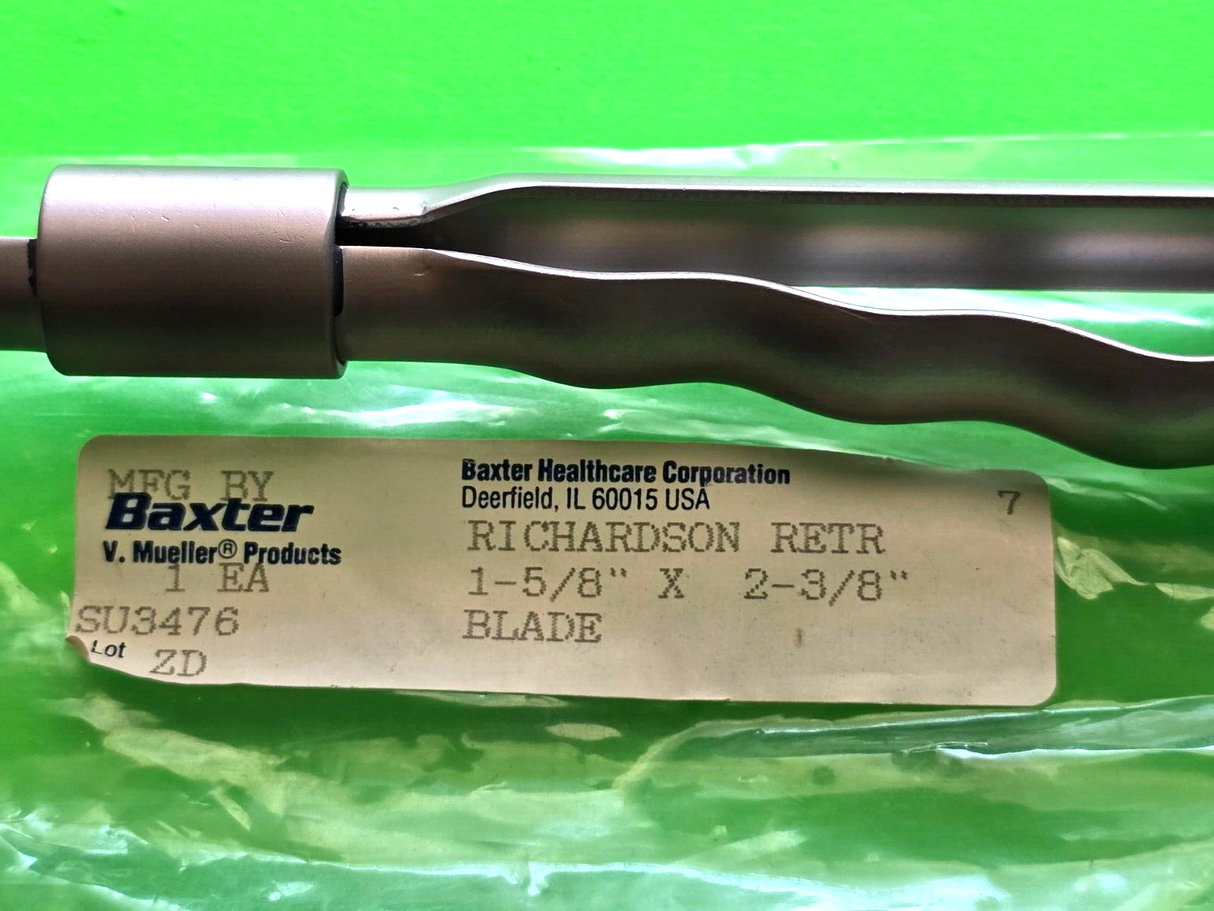 MFG BY
Baxter
V. Mueller® Products
1 EA
SU3476
Lot ZD
Baxter Healthcare Corporation
Deerfield, IL 60015 USA
7
RICHARDSON RETR
1-5/8" X 2-3/8"
BLADE